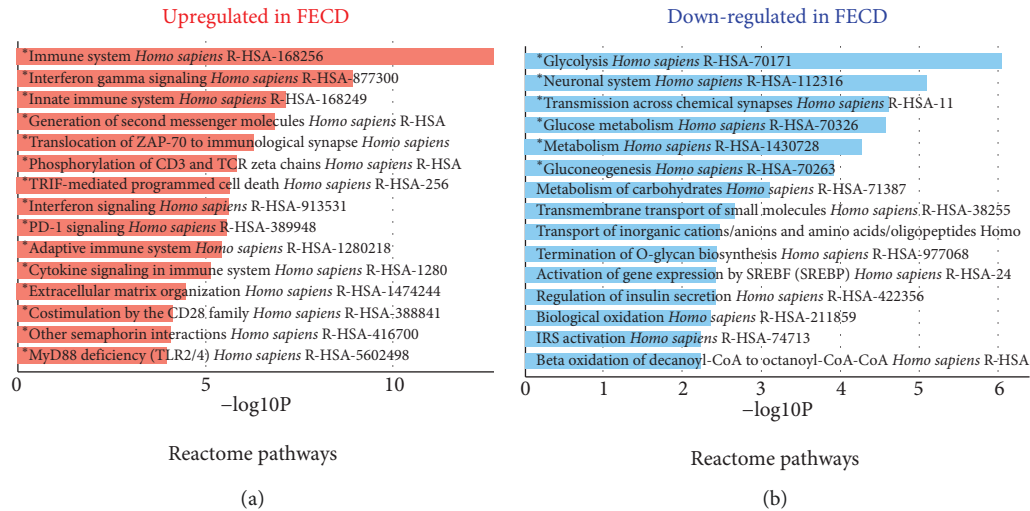 Upregulated in FECD
*Immune system Homo sapiens R-HSA-168256
*Interferon gamma signaling Homo sapiens R-HSA-877300
*Innate immune system Homo sapiens R-HSA-168249
*Generation of second messenger molecules Homo sapiens R-HSA
*Translocation of ZAP-70 to immunological synapse Homo sapiens
*Phosphorylation of CD3 and TCR zeta chains Homo sapiens R-HSA
*TRIF-mediated programmed cell death Homo sapiens R-HSA-256
*Interferon signaling Homo sapiens R-HSA-913531
*PD-1 signaling Homo sapiens R-HSA-389948
*Adaptive immune system Homo sapiens R-HSA-1280218
*Cytokine signaling in immune system Homo sapiens R-HSA-1280
*Extracellular matrix organization Homo sapiens R-HSA-1474244
*Costimulation by the CD28 family Homo sapiens R-HSA-388841
*Other semaphorin interactions Homo sapiens R-HSA-416700
*MyD88 deficiency (TLR2/4) Homo sapiens R-HSA-5602498
0 5 10
−log10P
Reactome pathways
(a)
Down-regulated in FECD
*Glycolysis Homo sapiens R-HSA-70171
*Neuronal system Homo sapiens R-HSA-112316
*Transmission across chemical synapses Homo sapiens R-HSA-11
*Glucose metabolism Homo sapiens R-HSA-70326
*Metabolism Homo sapiens R-HSA-1430728
*Gluconeogenesis Homo sapiens R-HSA-70263
Metabolism of carbohydrates Homo sapiens R-HSA-71387
Transmembrane transport of small molecules Homo sapiens R-HSA-38255
Transport of inorganic cations/anions and amino acids/oligopeptides Homo
Termination of O-glycan biosynthesis Homo sapiens R-HSA-977068
Activation of gene expression by SREBF (SREBP) Homo sapiens R-HSA-24
Regulation of insulin secretion Homo sapiens R-HSA-422356
Biological oxidation Homo sapiens R-HSA-211859
IRS activation Homo sapiens R-HSA-74713
Beta oxidation of decanoyl-CoA to octanoyl-CoA-CoA Homo sapiens R-HSA
0 1 2 3 4 5 6
−log10P
Reactome pathways
(b)